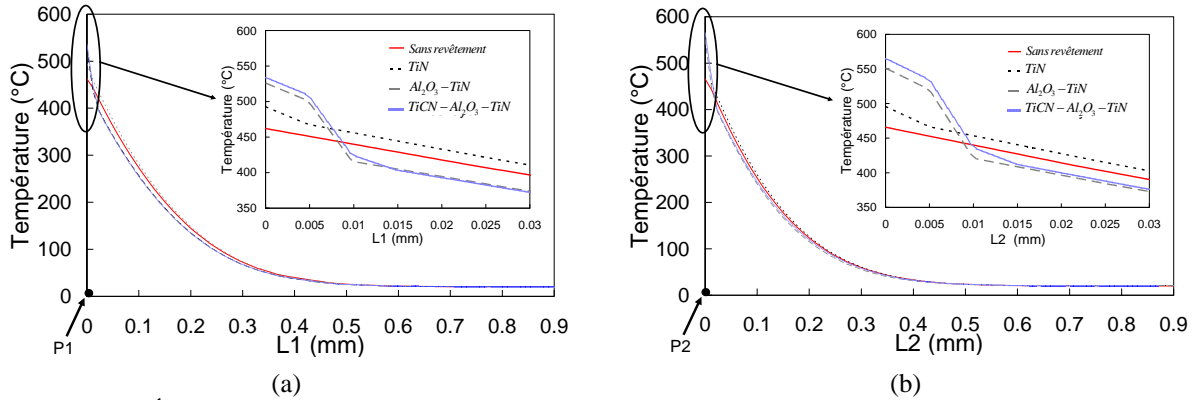 600
500
400
300
200
100
0
Température (°C)
0 0.1 0.2 0.3 0.4 0.5 0.6 0.7 0.8 0.9
L1 (mm)
P1
600
550
500
450
400
350
Température (°C)
0 0.005 0.01 0.015 0.02 0.025 0.03
L1 (mm)
Sans revêtement
TiN
Al2O3 – TiN
TiCN – Al2O3 – TiN
(a)
600
500
400
300
200
100
0
Température (°C)
0 0.1 0.2 0.3 0.4 0.5 0.6 0.7 0.8 0.9
L2 (mm)
P2
600
550
500
450
400
350
Température (°C)
0 0.005 0.01 0.015 0.02 0.025 0.03
L2 (mm)
Sans revêtement
TiN
Al2O3 – TiN
TiCN – Al2O3 – TiN
(b)